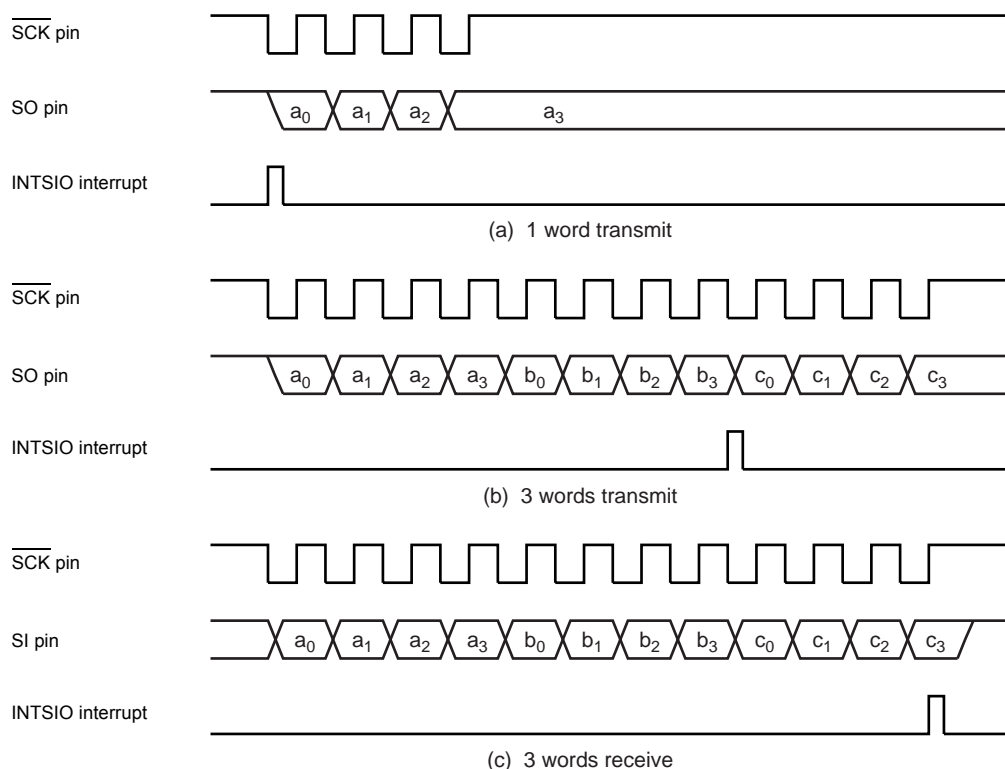 SCK pin
SO pin
a0 a1 a2 a3
INTSIO interrupt
(a) 1 word transmit
SCK pin
SO pin
a0 a1 a2 a3 b0 b1 b2 b3 c0 c1 c2 c3
INTSIO interrupt
(b) 3 words transmit
SCK pin
SI pin
a0 a1 a2 a3 b0 b1 b2 b3 c0 c1 c2 c3
INTSIO interrupt
(c) 3 words receive